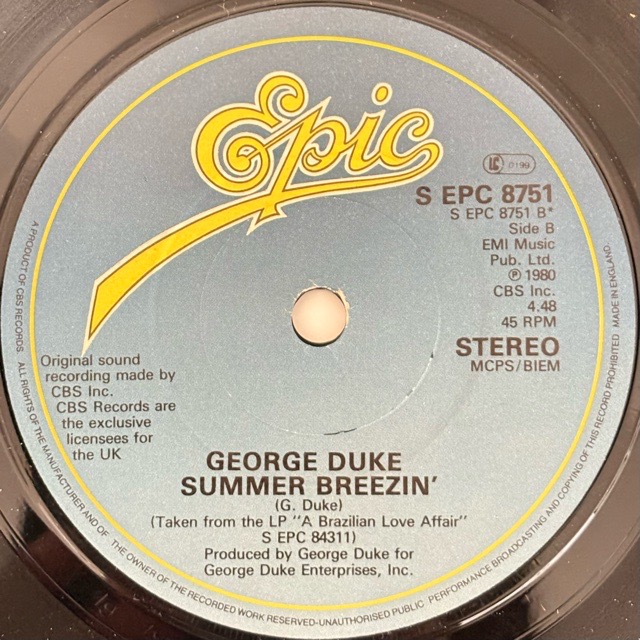 Epic
LC 0199
S EPC 8751
S EPC 8751 B*
Side B
EMI Music
Pub. Ltd.
℗ 1980
CBS Inc.
4.48
45 RPM
STEREO
MCPS/BIEM
Original sound
recording made by
CBS Inc.
CBS Records are
the exclusive
licensees for
the UK
GEORGE DUKE
SUMMER BREEZIN'
(G. Duke)
(Taken from the LP "A Brazilian Love Affair"
S EPC 84311)
Produced by George Duke for
George Duke Enterprises, Inc.
A PRODUCT OF CBS RECORDS. ALL RIGHTS OF THE MANUFACTURER AND OF THE OWNER OF THE RECORDED WORK RESERVED-UNAUTHORISED PUBLIC PERFORMANCE BROADCASTING AND COPYING OF THIS RECORD PROHIBITED MADE IN ENGLAND.